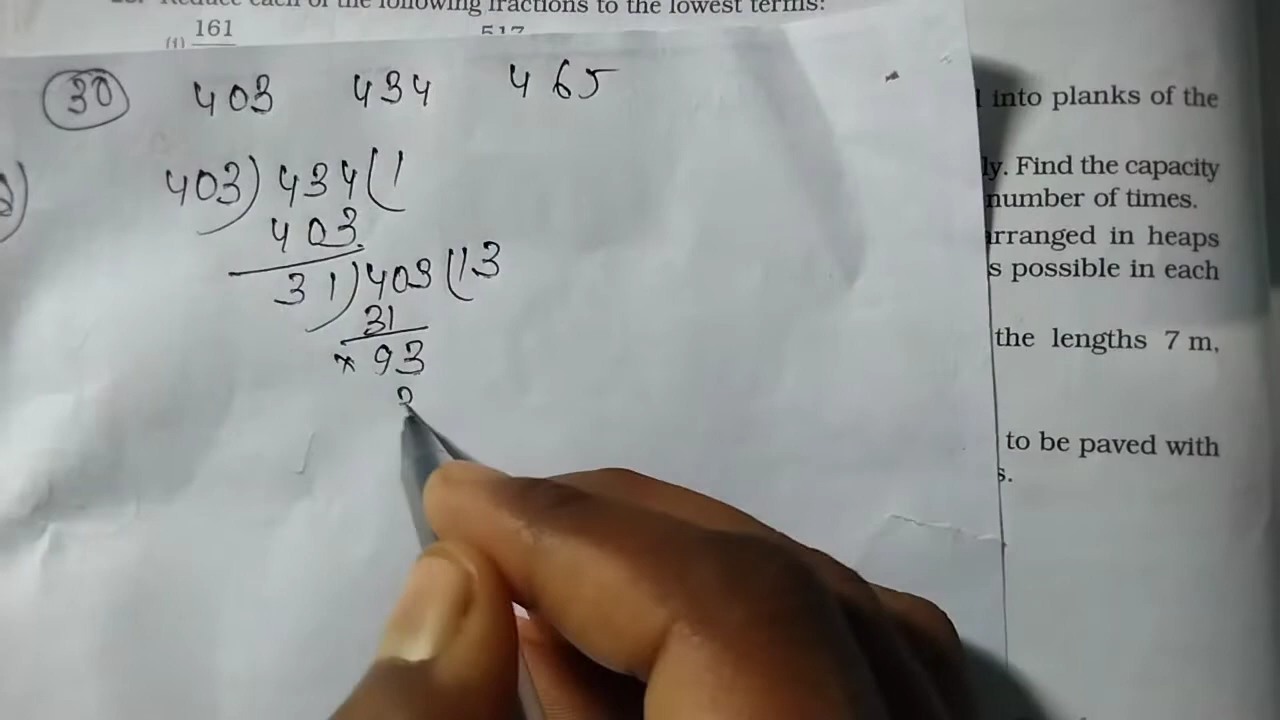 Reduce each of the following fractions to the lowest terms:
(i) 161 517
30 403 434 465
403) 434 (1
403
31) 403 (13
31
× 93
into planks of the
ly. Find the capacity
number of times.
arranged in heaps
s possible in each
the lengths 7 m,
to be paved with
s.